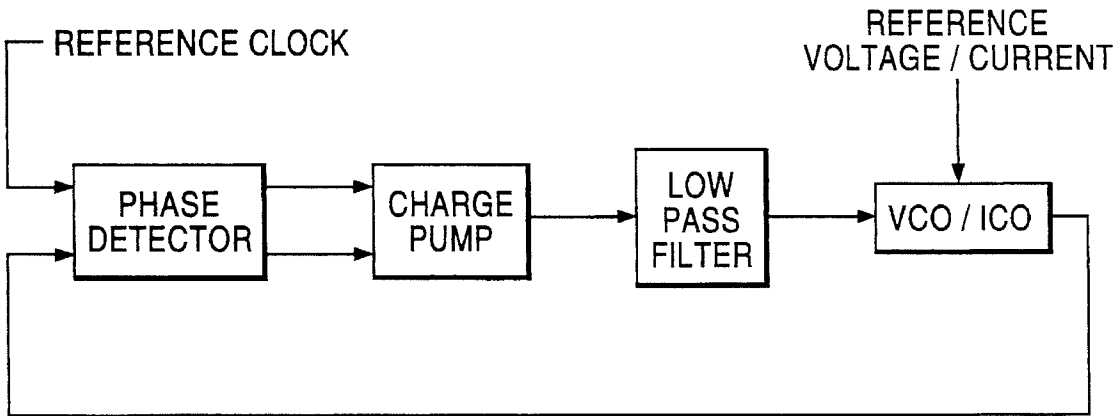 REFERENCE CLOCK
REFERENCE
VOLTAGE / CURRENT
PHASE
DETECTOR
CHARGE
PUMP
LOW
PASS
FILTER
VCO / ICO